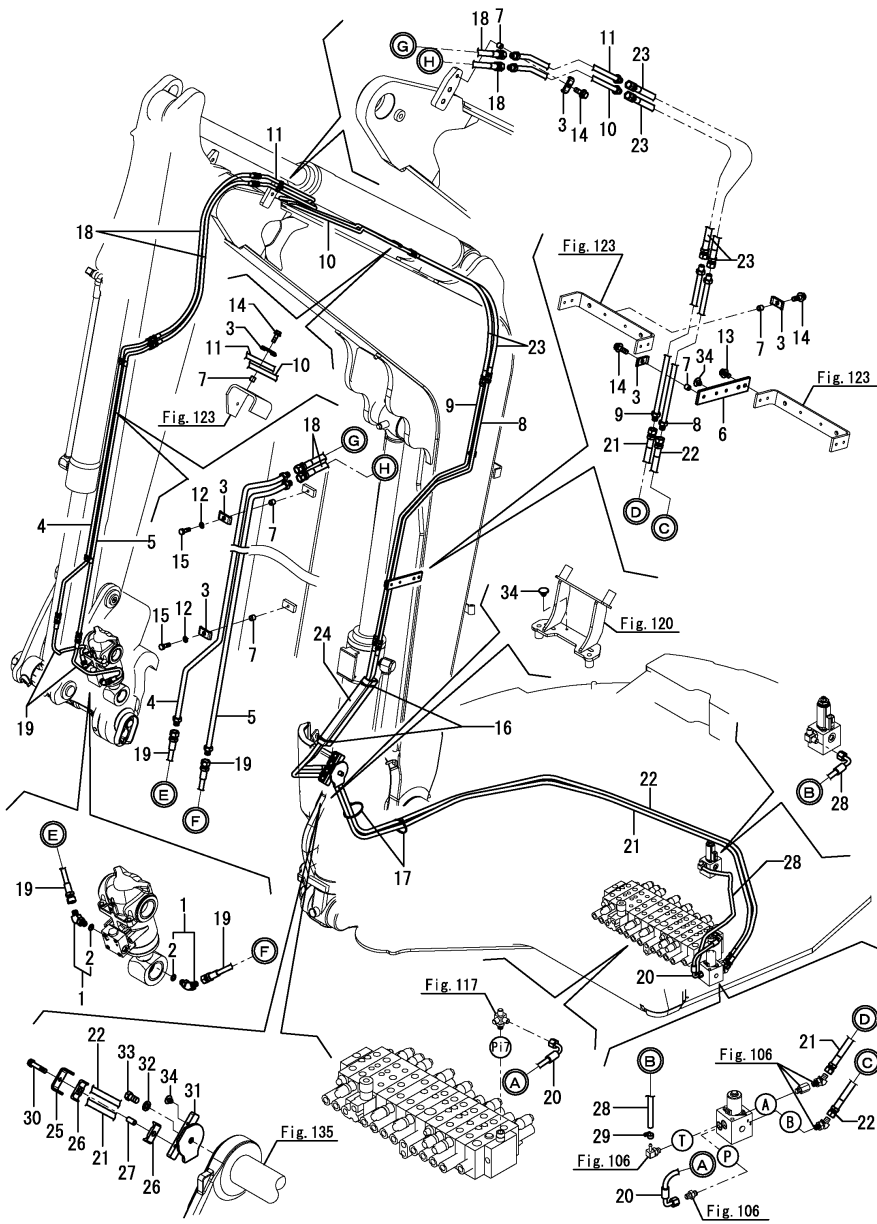 18 7
G
H
11
23
18
3
14
10
23
11
18
10
Fig. 123
23
14
3
11
10
7
Fig. 123
23
7
3
14
14
3
7
34
13
Fig. 123
6
9
8
9
8
21
22
D
C
18
G
H
12
3
7
15
4
5
12
3
15
7
34
Fig. 120
19
4
5
24
16
19
E
19
F
B
28
22
21
17
28
E
19
1
2
2
1
19
F
20
Fig. 117
Pi7
A
20
D
21
Fig. 106
C
B
28
29
T
A
B
22
Fig. 106
P
A
20
Fig. 106
22
33
32
34
31
30
25
26
21
27
26
Fig. 135